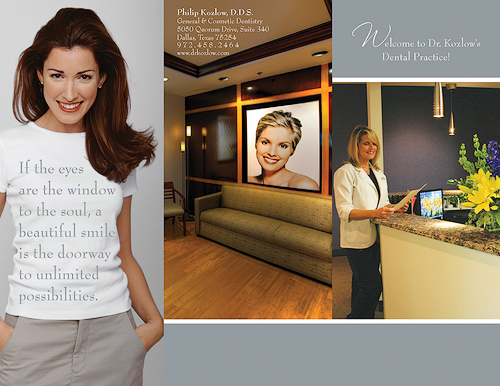 If the eyes
are the window
to the soul, a
beautiful smile
is the doorway
to unlimited
possibilities.
Philip Kozlow, D.D.S.
General & Cosmetic Dentistry
5050 Quorum Drive, Suite 340
Dallas, Texas 75254
972.458.2464
www.drkozlow.com
Welcome to Dr. Kozlow's
Dental Practice!